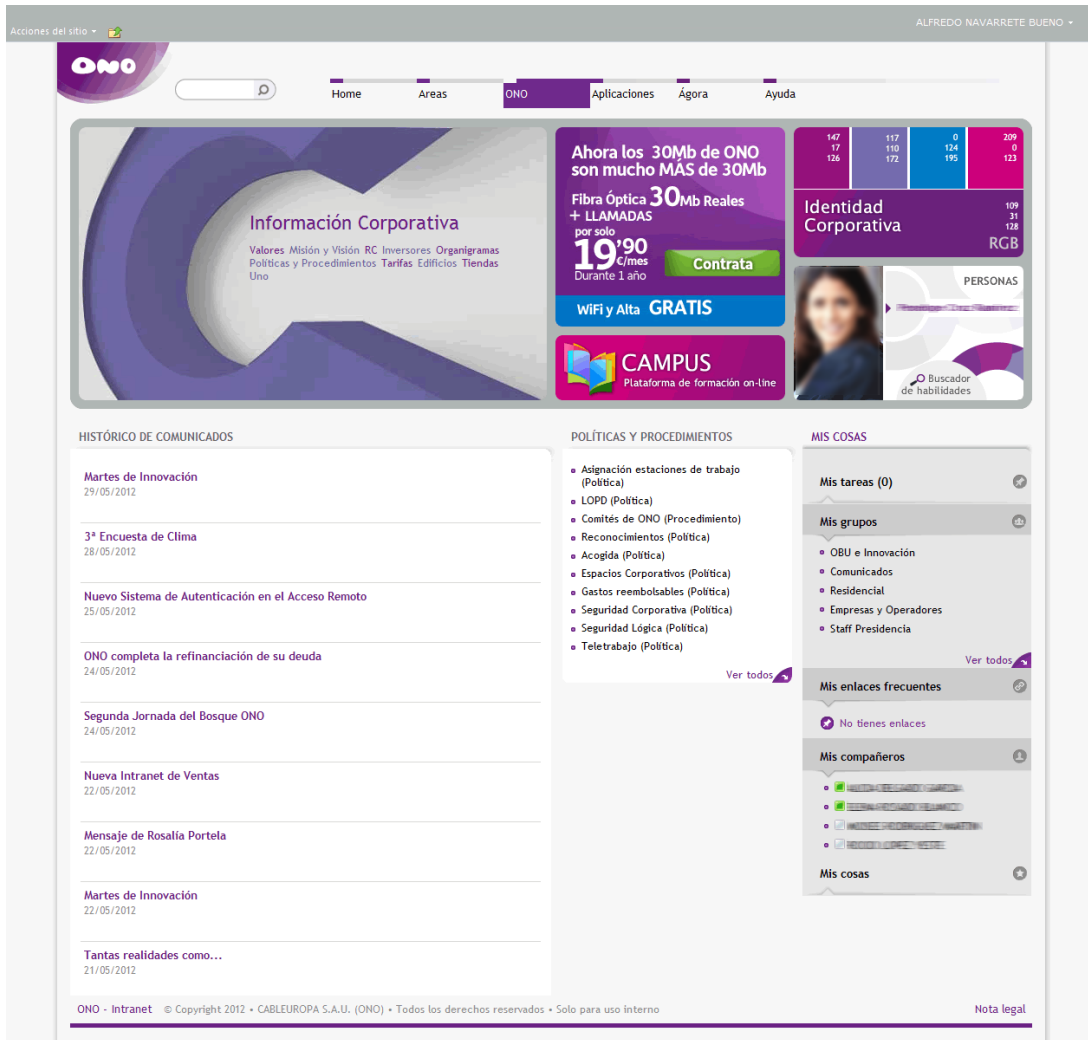 Acciones del sitio
ALFREDO NAVARRETE BUENO
ONO
Home Areas ONO Aplicaciones Ágora Ayuda
Información Corporativa
Valores Misión y Visión RC Inversores Organigramas
Políticas y Procedimientos Tarifas Edificios Tiendas
Uno
Ahora los 30Mb de ONO
son mucho MÁS de 30Mb
Fibra Óptica 30Mb Reales
+ LLAMADAS
por solo
19'90
€/mes
Durante 1 año
Contrata
WiFi y Alta GRATIS
CAMPUS
Plataforma de formación on-line
147 117 0 209
17 110 124 0
126 172 195 123
Identidad
Corporativa
109
31
128
RGB
PERSONAS
Buscador
de habilidades
HISTÓRICO DE COMUNICADOS
Martes de Innovación
29/05/2012
3ª Encuesta de Clima
28/05/2012
Nuevo Sistema de Autenticación en el Acceso Remoto
25/05/2012
ONO completa la refinanciación de su deuda
24/05/2012
Segunda Jornada del Bosque ONO
24/05/2012
Nueva Intranet de Ventas
22/05/2012
Mensaje de Rosalía Portela
22/05/2012
Martes de Innovación
22/05/2012
Tantas realidades como...
21/05/2012
POLÍTICAS Y PROCEDIMIENTOS
Asignación estaciones de trabajo
(Política)
LOPD (Política)
Comités de ONO (Procedimiento)
Reconocimientos (Política)
Acogida (Política)
Espacios Corporativos (Política)
Gastos reembolsables (Política)
Seguridad Corporativa (Política)
Seguridad Lógica (Política)
Teletrabajo (Política)
Ver todos
MIS COSAS
Mis tareas (0)
Mis grupos
OBU e Innovación
Comunicados
Residencial
Empresas y Operadores
Staff Presidencia
Ver todos
Mis enlaces frecuentes
No tienes enlaces
Mis compañeros
Mis cosas
ONO - Intranet © Copyright 2012 • CABLEUROPA S.A.U. (ONO) • Todos los derechos reservados • Solo para uso interno
Nota legal